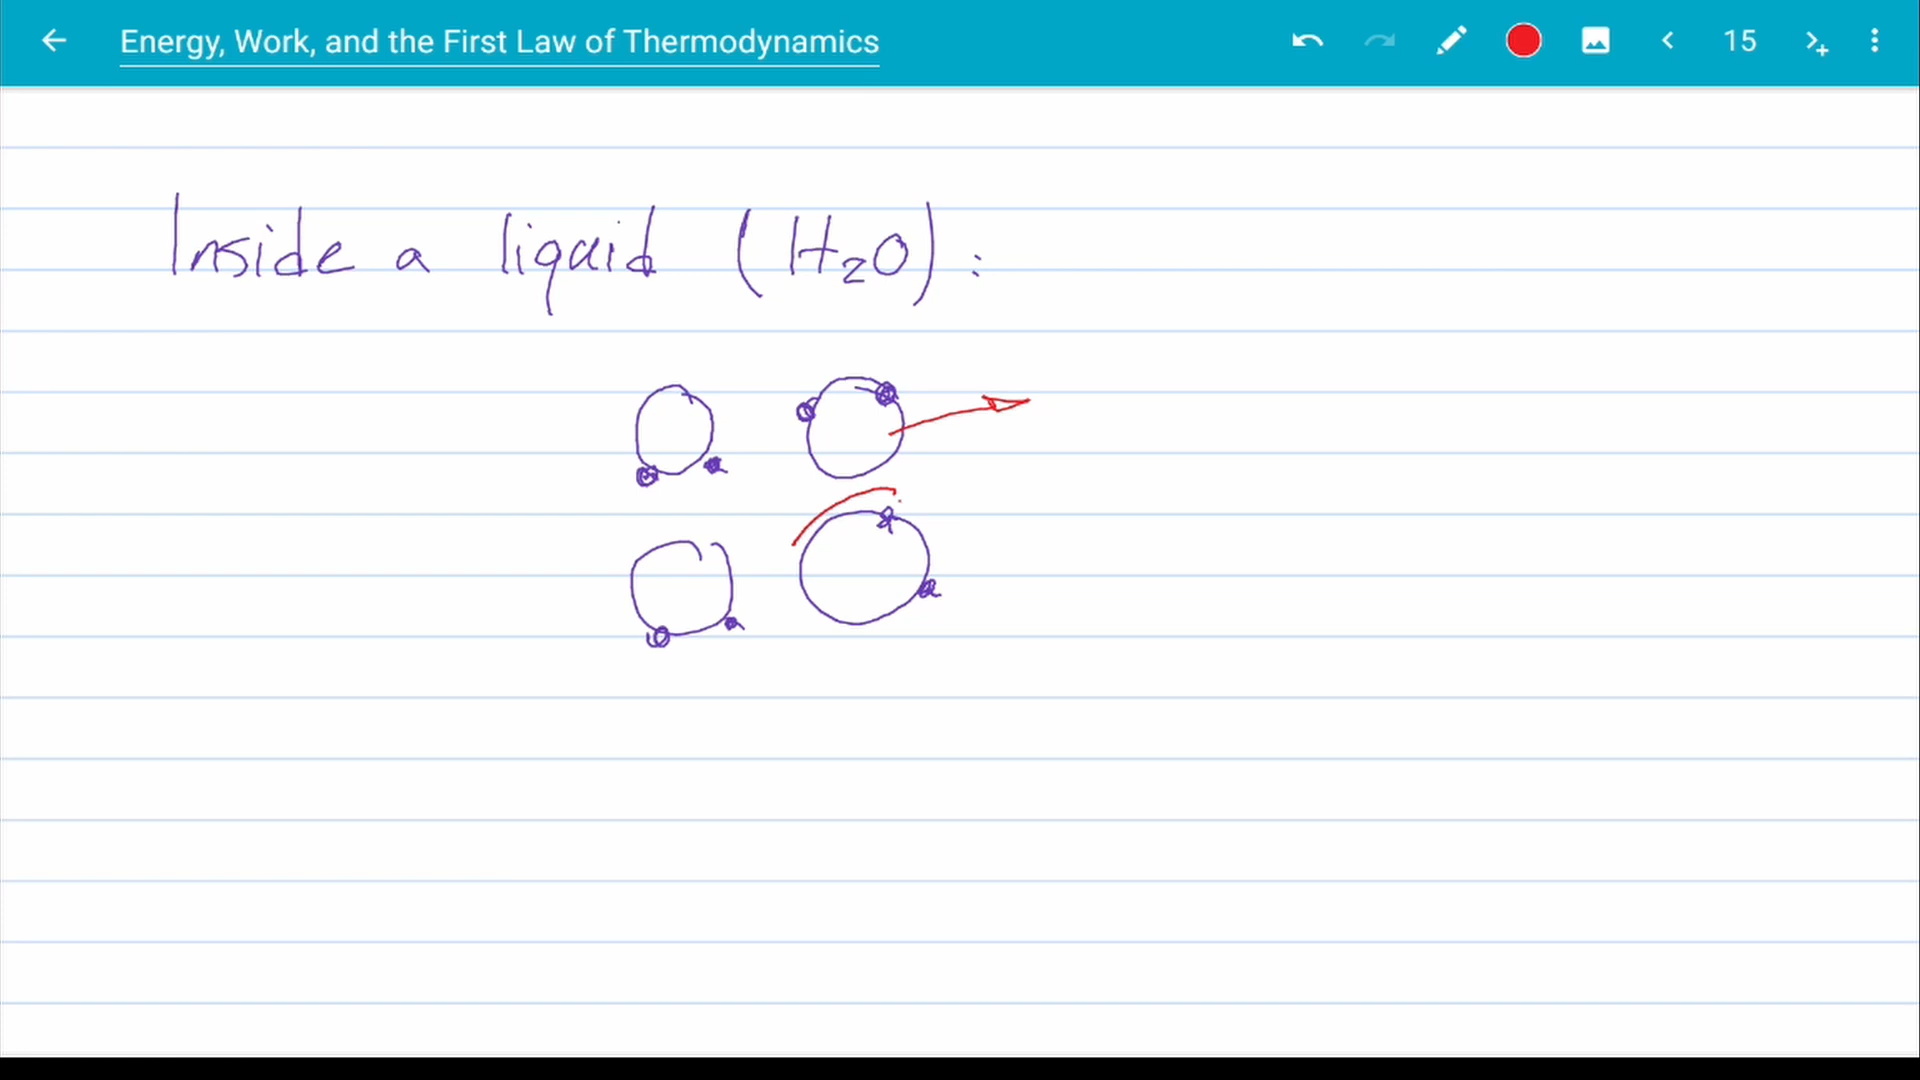 Energy, Work, and the First Law of Thermodynamics
15
Inside a liquid (H₂O):